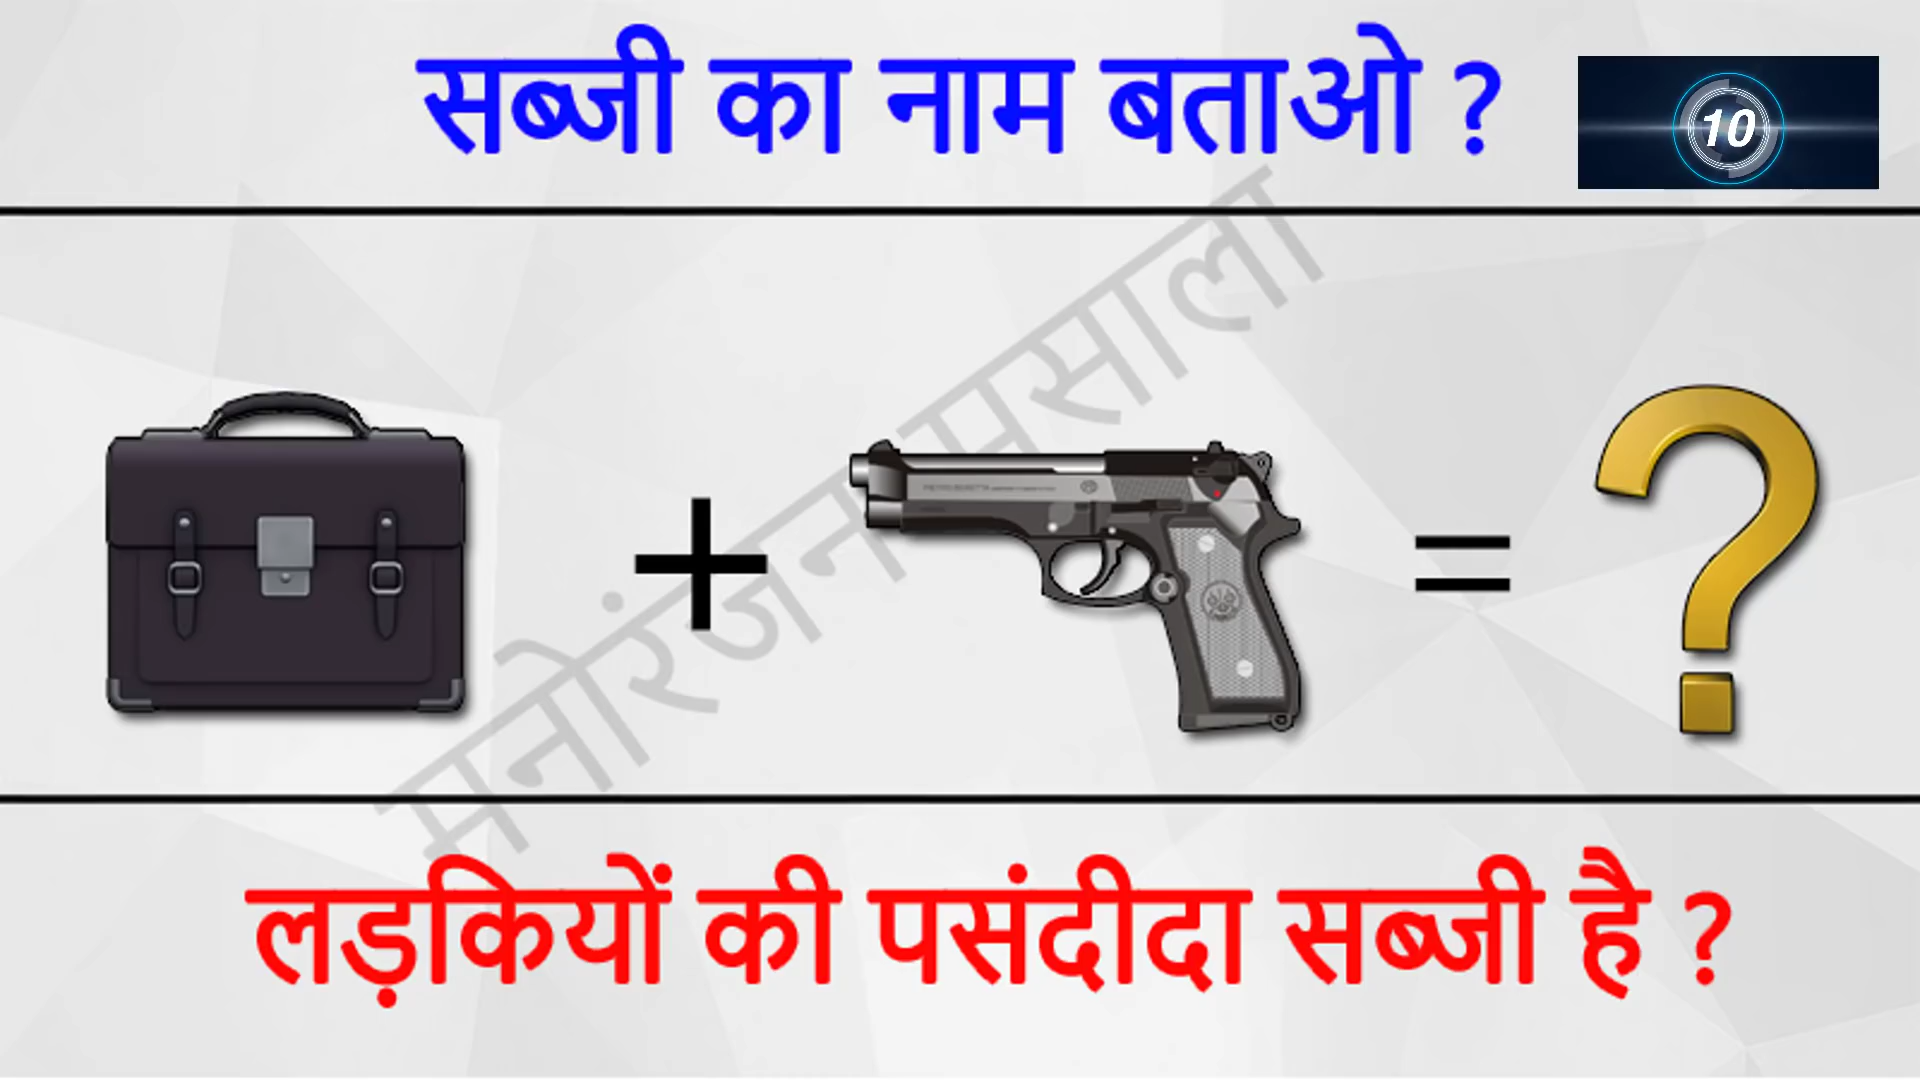 सब्जी का नाम बताओ ?
10
मनोरंजन मसाला
लड़कियों की पसंदीदा सब्जी है ?